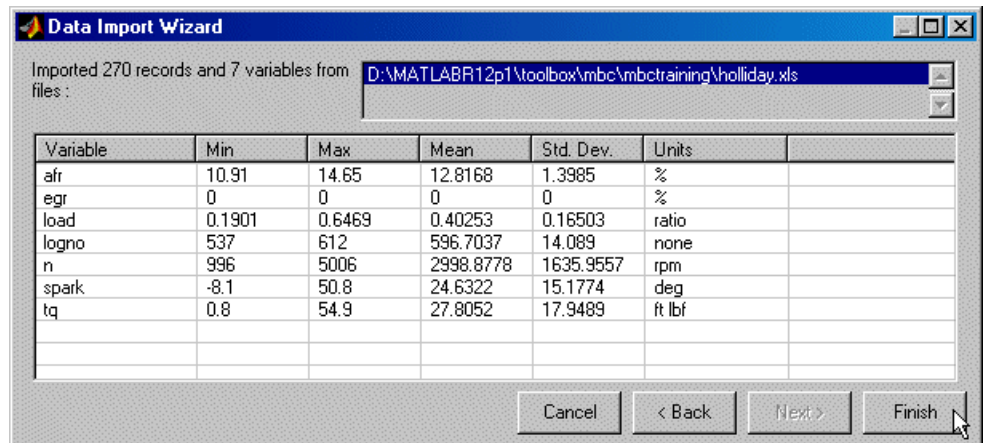 Data Import Wizard
Imported 270 records and 7 variables from files :
D:\MATLABR12p1\toolbox\mbc\mbctraining\holliday.xls
Variable Min Max Mean Std. Dev. Units
afr 10.91 14.65 12.8168 1.3985 %
egr 0 0 0 0 %
load 0.1901 0.6469 0.40253 0.16503 ratio
logno 537 612 596.7037 14.089 none
n 996 5006 2998.8778 1635.9557 rpm
spark -8.1 50.8 24.6322 15.1774 deg
tq 0.8 54.9 27.8052 17.9489 ft lbf
Cancel < Back Next > Finish